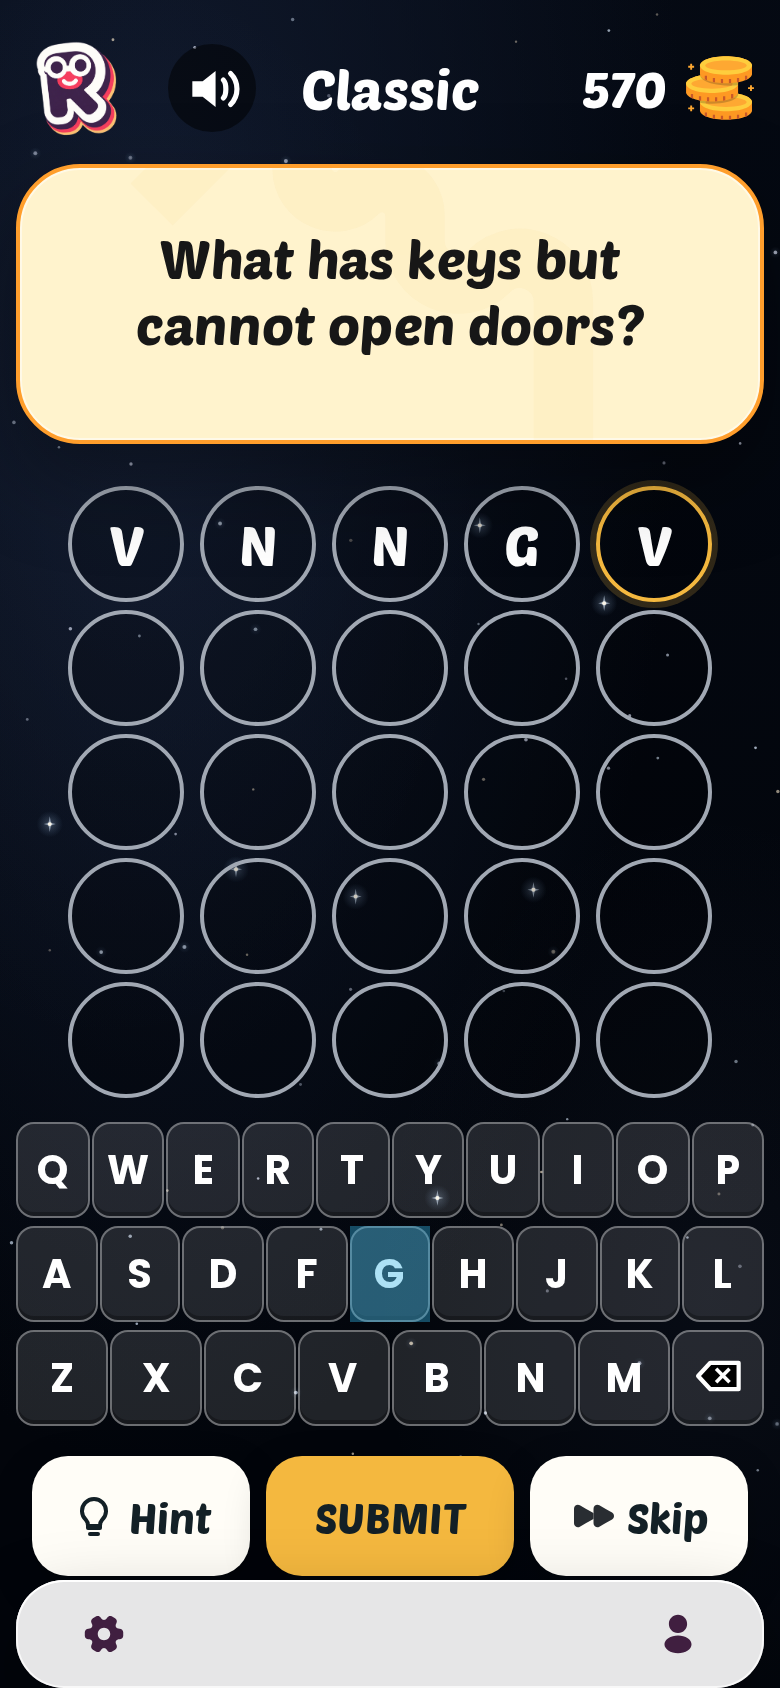 Classic
570
What has keys but
cannot open doors?
V N N G V
Q W E R T Y U I O P
A S D F G H J K L
Z X C V B N M
Hint SUBMIT Skip